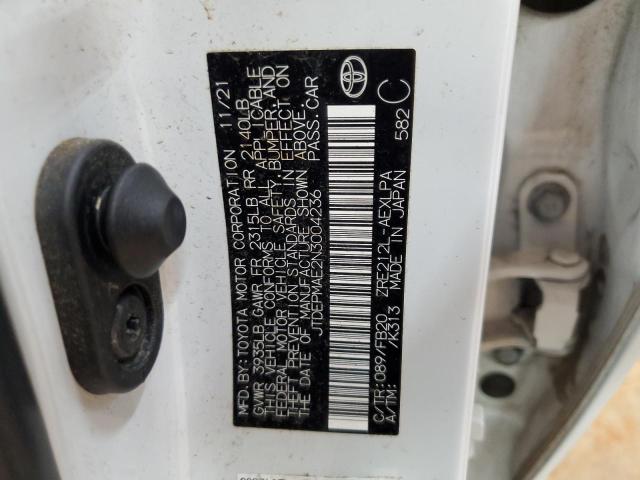 MFD. BY: TOYOTA MOTOR CORPORATION 11/21
GVWR 3935LB GAWR FR 2315LB RR 2140LB
THIS VEHICLE CONFORMS TO ALL APPLICABLE
FEDERAL MOTOR VEHICLE SAFETY, BUMPER, AND
THEFT PREVENTION STANDARDS IN EFFECT ON
THE DATE OF MANUFACTURE SHOWN ABOVE.
JTDEPMAE2N3004236 PASS. CAR
C/TR: 089/FB20 ZRE212L-AEXLPA
A/TM: -/K313 MADE IN JAPAN 582 C